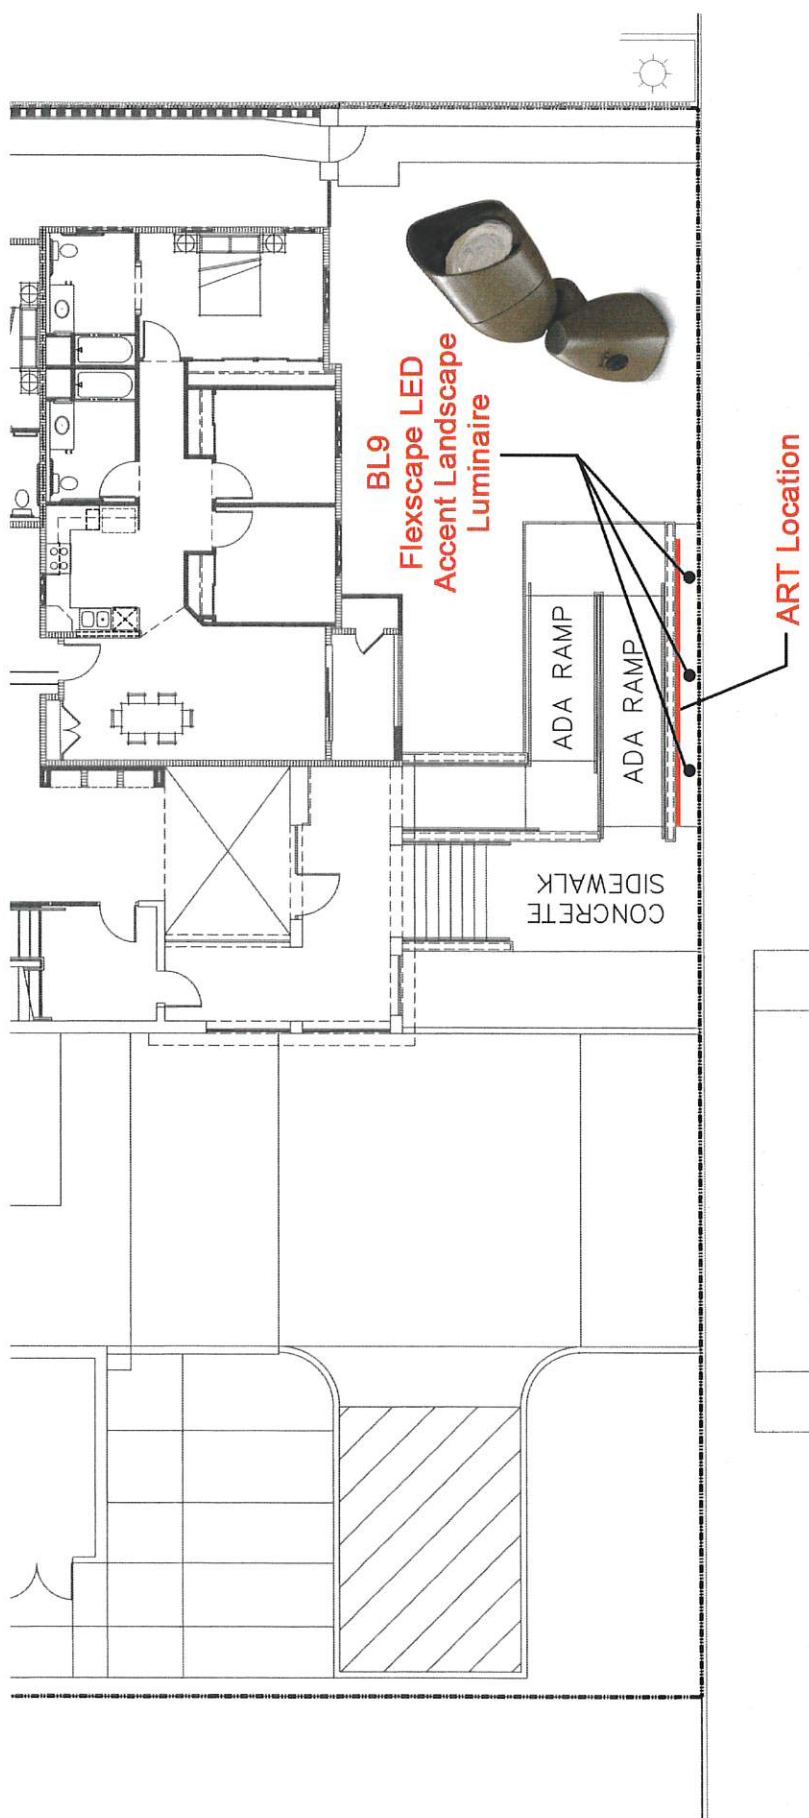 BL9
Flexscape LED
Accent Landscape
Luminaire
ADA RAMP
ADA RAMP
CONCRETE
SIDEWALK
ART Location